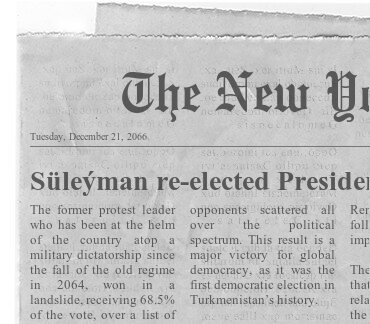 The New Yo
Tuesday, December 21, 2066.
Süleýman re-elected Preside
The former protest leader
who has been at the helm
of the country atop a
military dictatorship since
the fall of the old regime
in 2064, won in a
landslide, receiving 68.5%
of the vote, over a list of
opponents scattered all
over the political
spectrum. This result is a
major victory for global
democracy, as it was the
first democratic election in
Turkmenistan's history.
Ren
foll
imp
The
that
rela
the